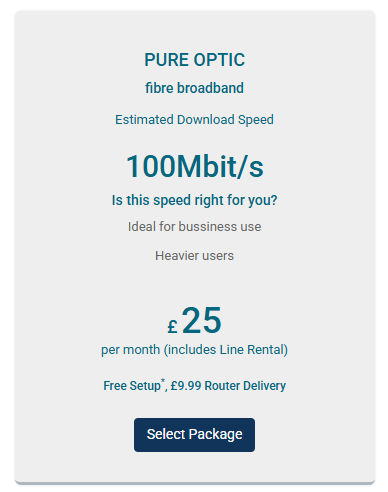 PURE OPTIC
fibre broadband
Estimated Download Speed
100Mbit/s
Is this speed right for you?
Ideal for bussiness use
Heavier users
£25
per month (includes Line Rental)
Free Setup*, £9.99 Router Delivery
Select Package